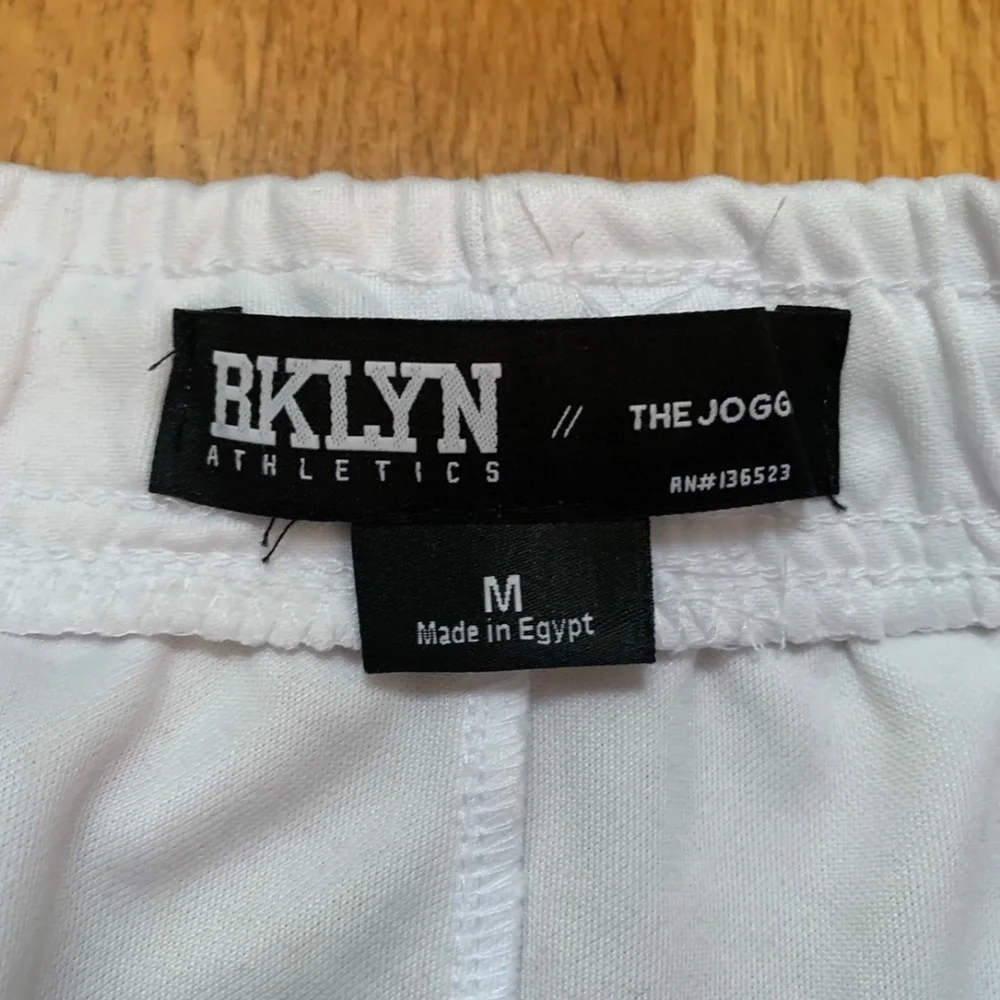 BKLYN
ATHLETICS
// THE JOGG
RN#136523
M
Made in Egypt